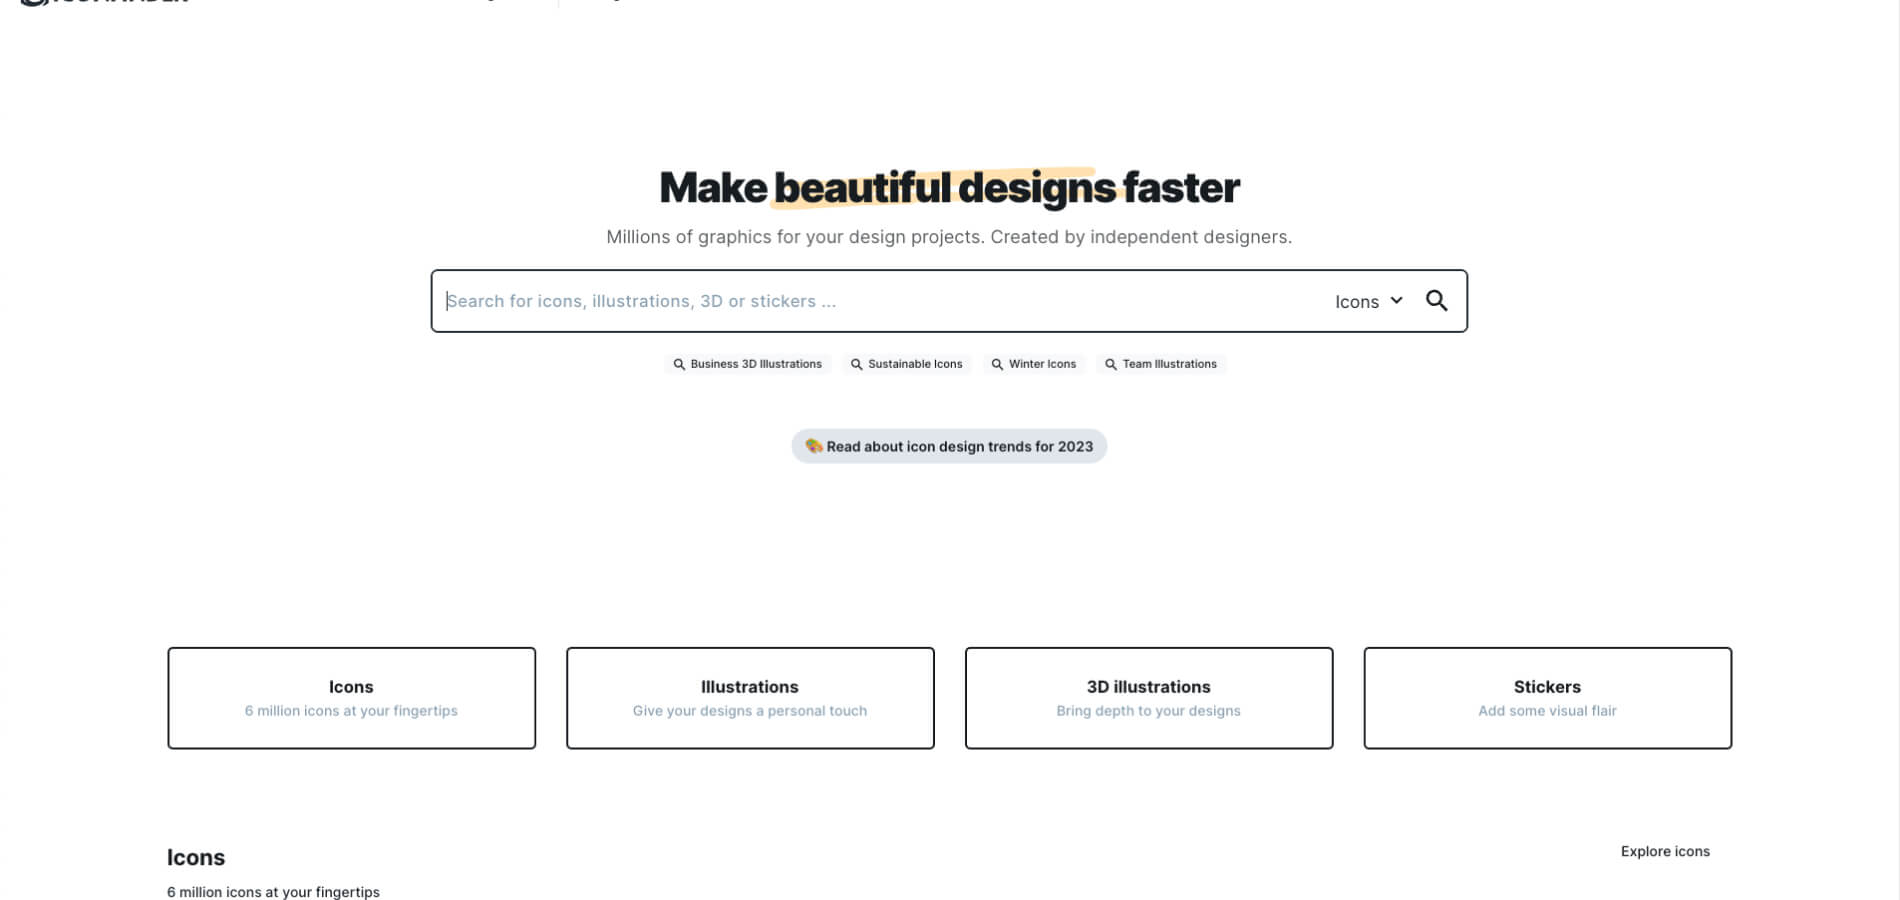 Make beautiful designs faster
Millions of graphics for your design projects. Created by independent designers.
Search for icons, illustrations, 3D or stickers ...
Icons
Business 3D Illustrations
Sustainable Icons
Winter Icons
Team Illustrations
Read about icon design trends for 2023
Icons
6 million icons at your fingertips
Illustrations
Give your designs a personal touch
3D illustrations
Bring depth to your designs
Stickers
Add some visual flair
Icons
Explore icons
6 million icons at your fingertips